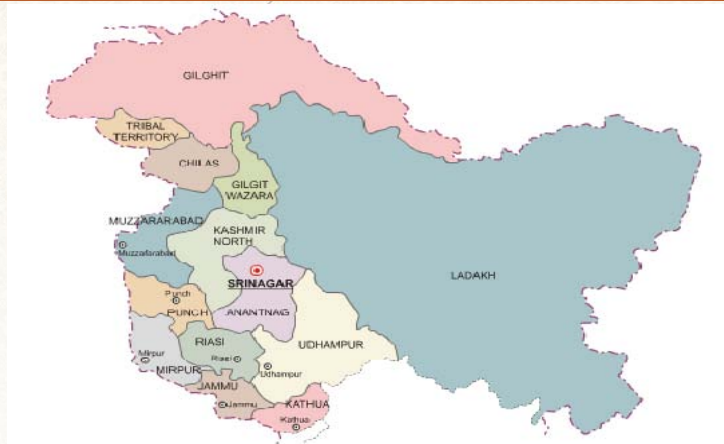 GILGHIT
TRIBAL
TERRITORY
CHILAS
GILGIT
WAZARA
MUZZARARABAD
Muzzafarabad
KASHMIR
NORTH
LADAKH
SRINAGAR
Punch
PUNCH
ANANTNAG
RIASI
Riasi
UDHAMPUR
Udhampur
Mirpur
MIRPUR
JAMMU
Jammu
KATHUA
Kathua